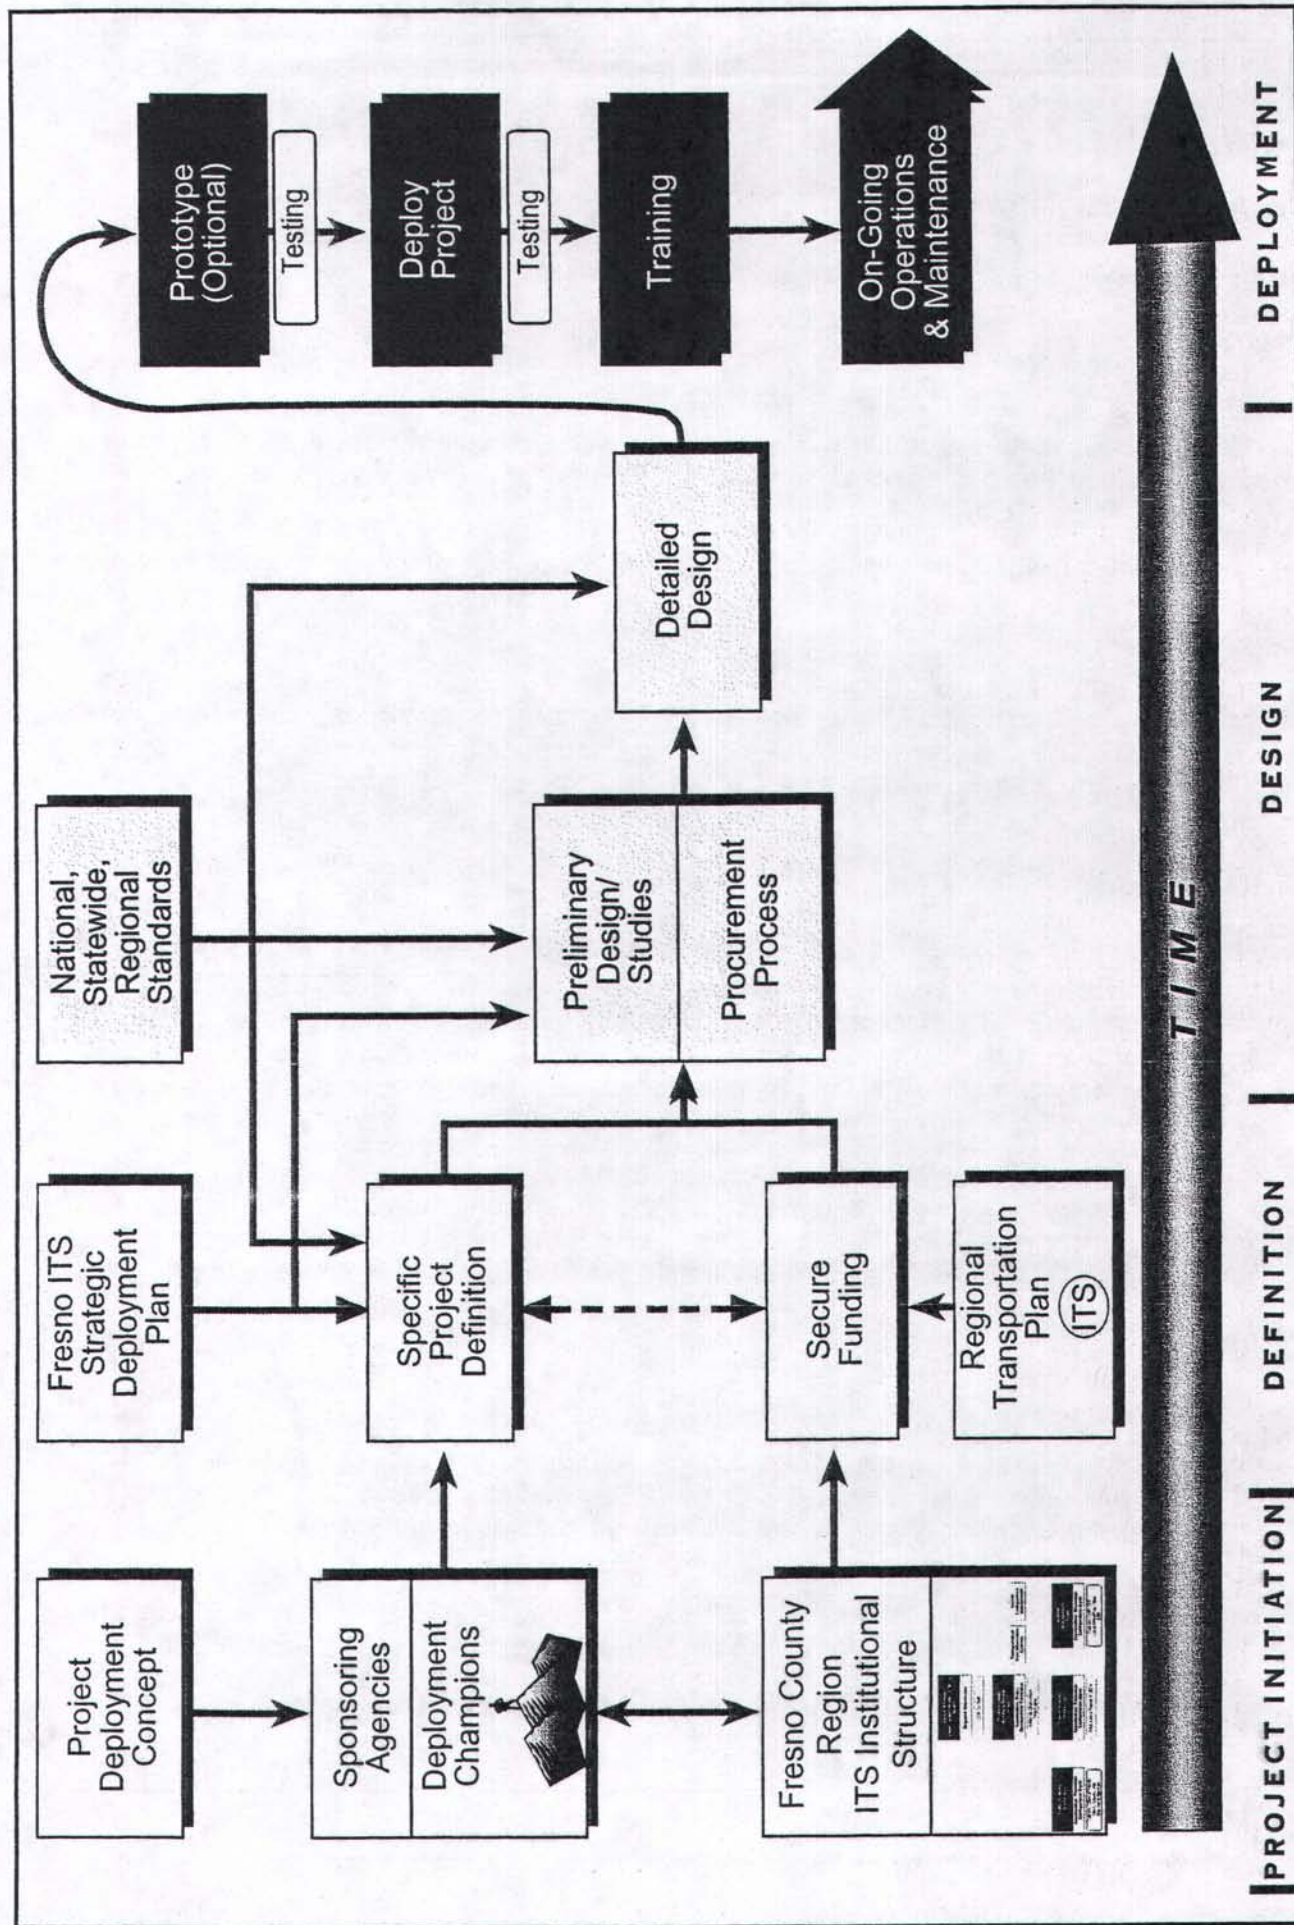 Project
Deployment
Concept
Sponsoring
Agencies
Deployment
Champions
Fresno County
Region
ITS Institutional
Structure
Fresno ITS
Strategic
Deployment
Plan
Specific
Project
Definition
Secure
Funding
Regional
Transportation
Plan
ITS
National,
Statewide,
Regional
Standards
Preliminary
Design/
Studies
Procurement
Process
Detailed
Design
Prototype
(Optional)
Testing
Deploy
Project
Testing
Training
On-Going
Operations
& Maintenance
TIME
PROJECT INITIATION
DEFINITION
DESIGN
DEPLOYMENT